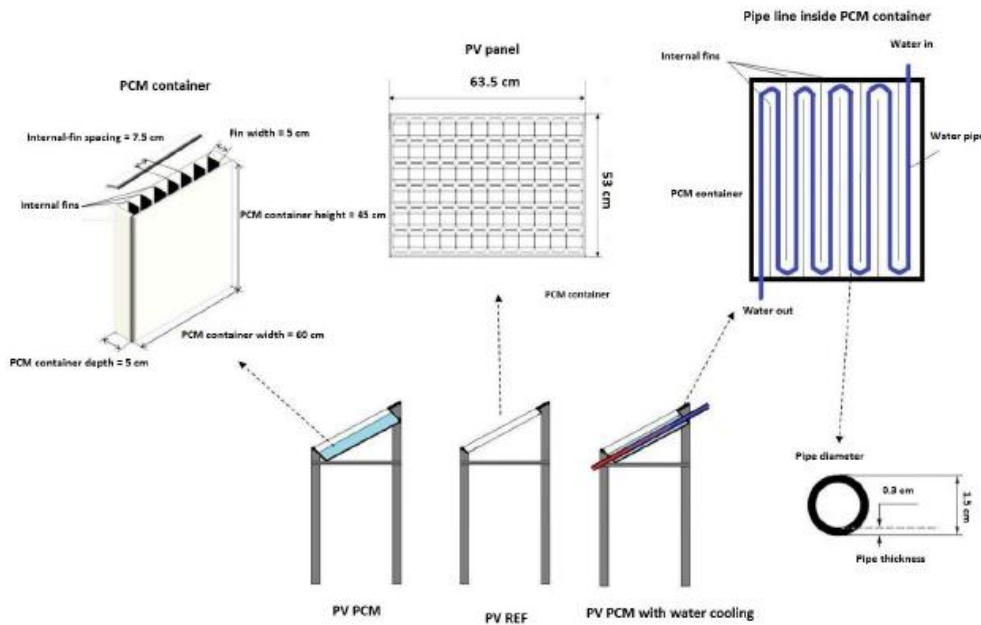 Pipe line inside PCM container
Water in
Internal fins
Water pipe
PCM container
Water out
PV panel
63.5 cm
53 cm
PCM container
Internal-fin spacing = 7.5 cm
Fin width = 5 cm
Internal fins
PCM container height = 45 cm
PCM container width = 60 cm
PCM container depth = 5 cm
PCM container
Pipe diameter
0.3 cm
1.5 cm
Pipe thickness
PV PCM
PV REF
PV PCM with water cooling